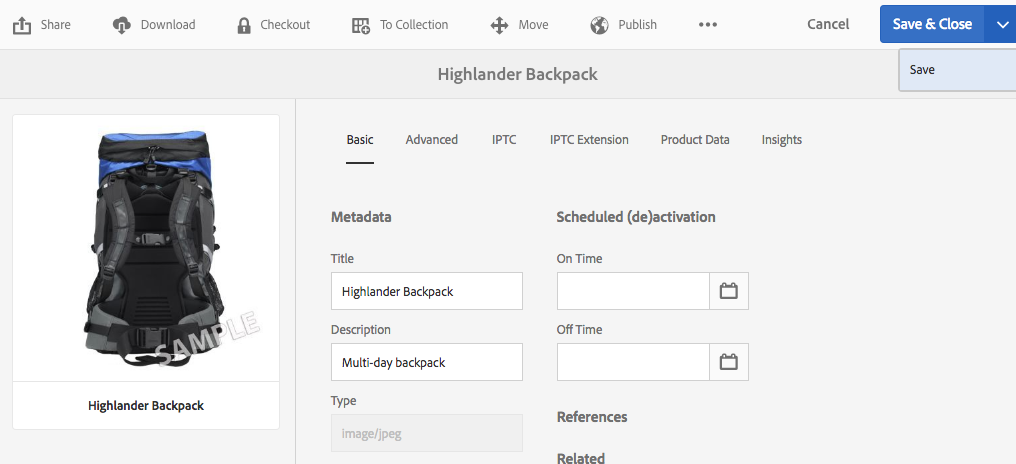 Share Download Checkout To Collection Move Publish ••• Cancel Save & Close
Highlander Backpack
Save
Basic Advanced IPTC IPTC Extension Product Data Insights
SAMPLE
Highlander Backpack
Metadata
Title
Highlander Backpack
Description
Multi-day backpack
Type
image/jpeg
Scheduled (de)activation
On Time
Off Time
References
Related